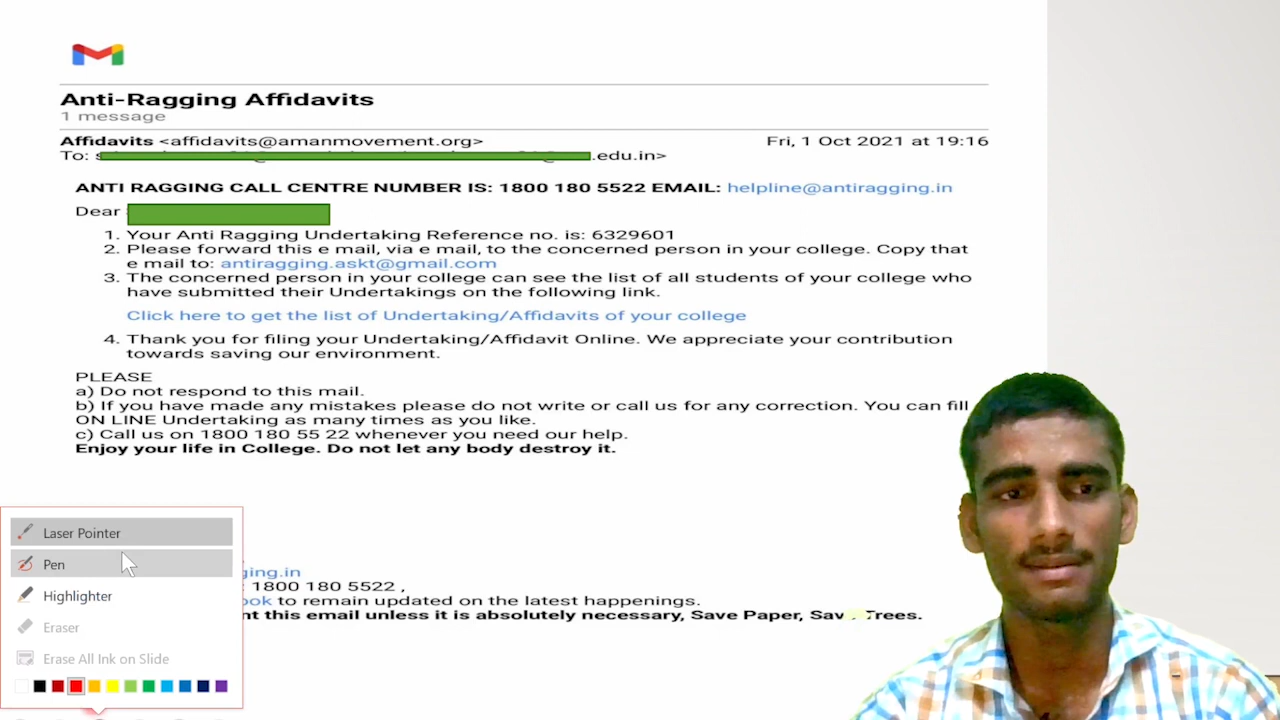 Anti-Ragging Affidavits
1 message
Affidavits <affidavits@amanmovement.org>
Fri, 1 Oct 2021 at 19:16
To: .edu.in>
ANTI RAGGING CALL CENTRE NUMBER IS: 1800 180 5522 EMAIL: helpline@antiragging.in
Dear
1. Your Anti Ragging Undertaking Reference no. is: 6329601
2. Please forward this e mail, via e mail, to the concerned person in your college. Copy that
e mail to: antiragging.askt@gmail.com
3. The concerned person in your college can see the list of all students of your college who
have submitted their Undertakings on the following link.
Click here to get the list of Undertaking/Affidavits of your college
4. Thank you for filing your Undertaking/Affidavit Online. We appreciate your contribution
towards saving our environment.
PLEASE
a) Do not respond to this mail.
b) If you have made any mistakes please do not write or call us for any correction. You can fill
ON LINE Undertaking as many times as you like.
c) Call us on 1800 180 55 22 whenever you need our help.
Enjoy your life in College. Do not let any body destroy it.
Laser Pointer
Pen
Highlighter
Eraser
Erase All Ink on Slide
ging.in
: 1800 180 5522 ,
ook to remain updated on the latest happenings.
nt this email unless it is absolutely necessary, Save Paper, Save Trees.